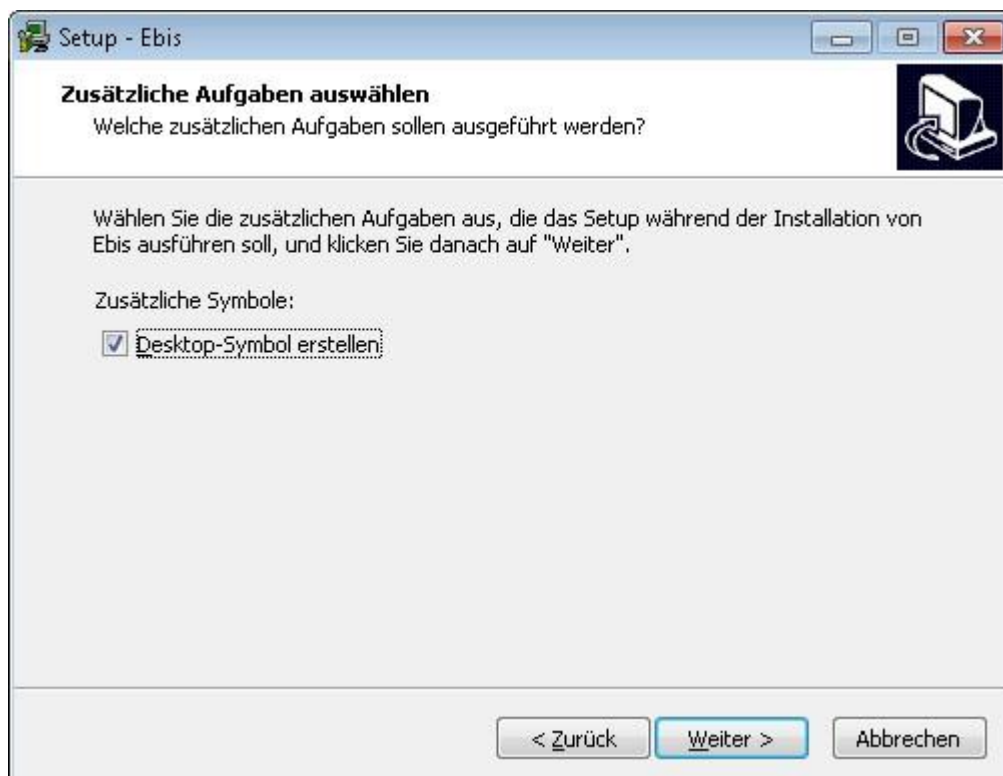 Setup - Ebis
Zusätzliche Aufgaben auswählen
Welche zusätzlichen Aufgaben sollen ausgeführt werden?
Wählen Sie die zusätzlichen Aufgaben aus, die das Setup während der Installation von
Ebis ausführen soll, und klicken Sie danach auf "Weiter".
Zusätzliche Symbole:
Desktop-Symbol erstellen
< Zurück
Weiter >
Abbrechen